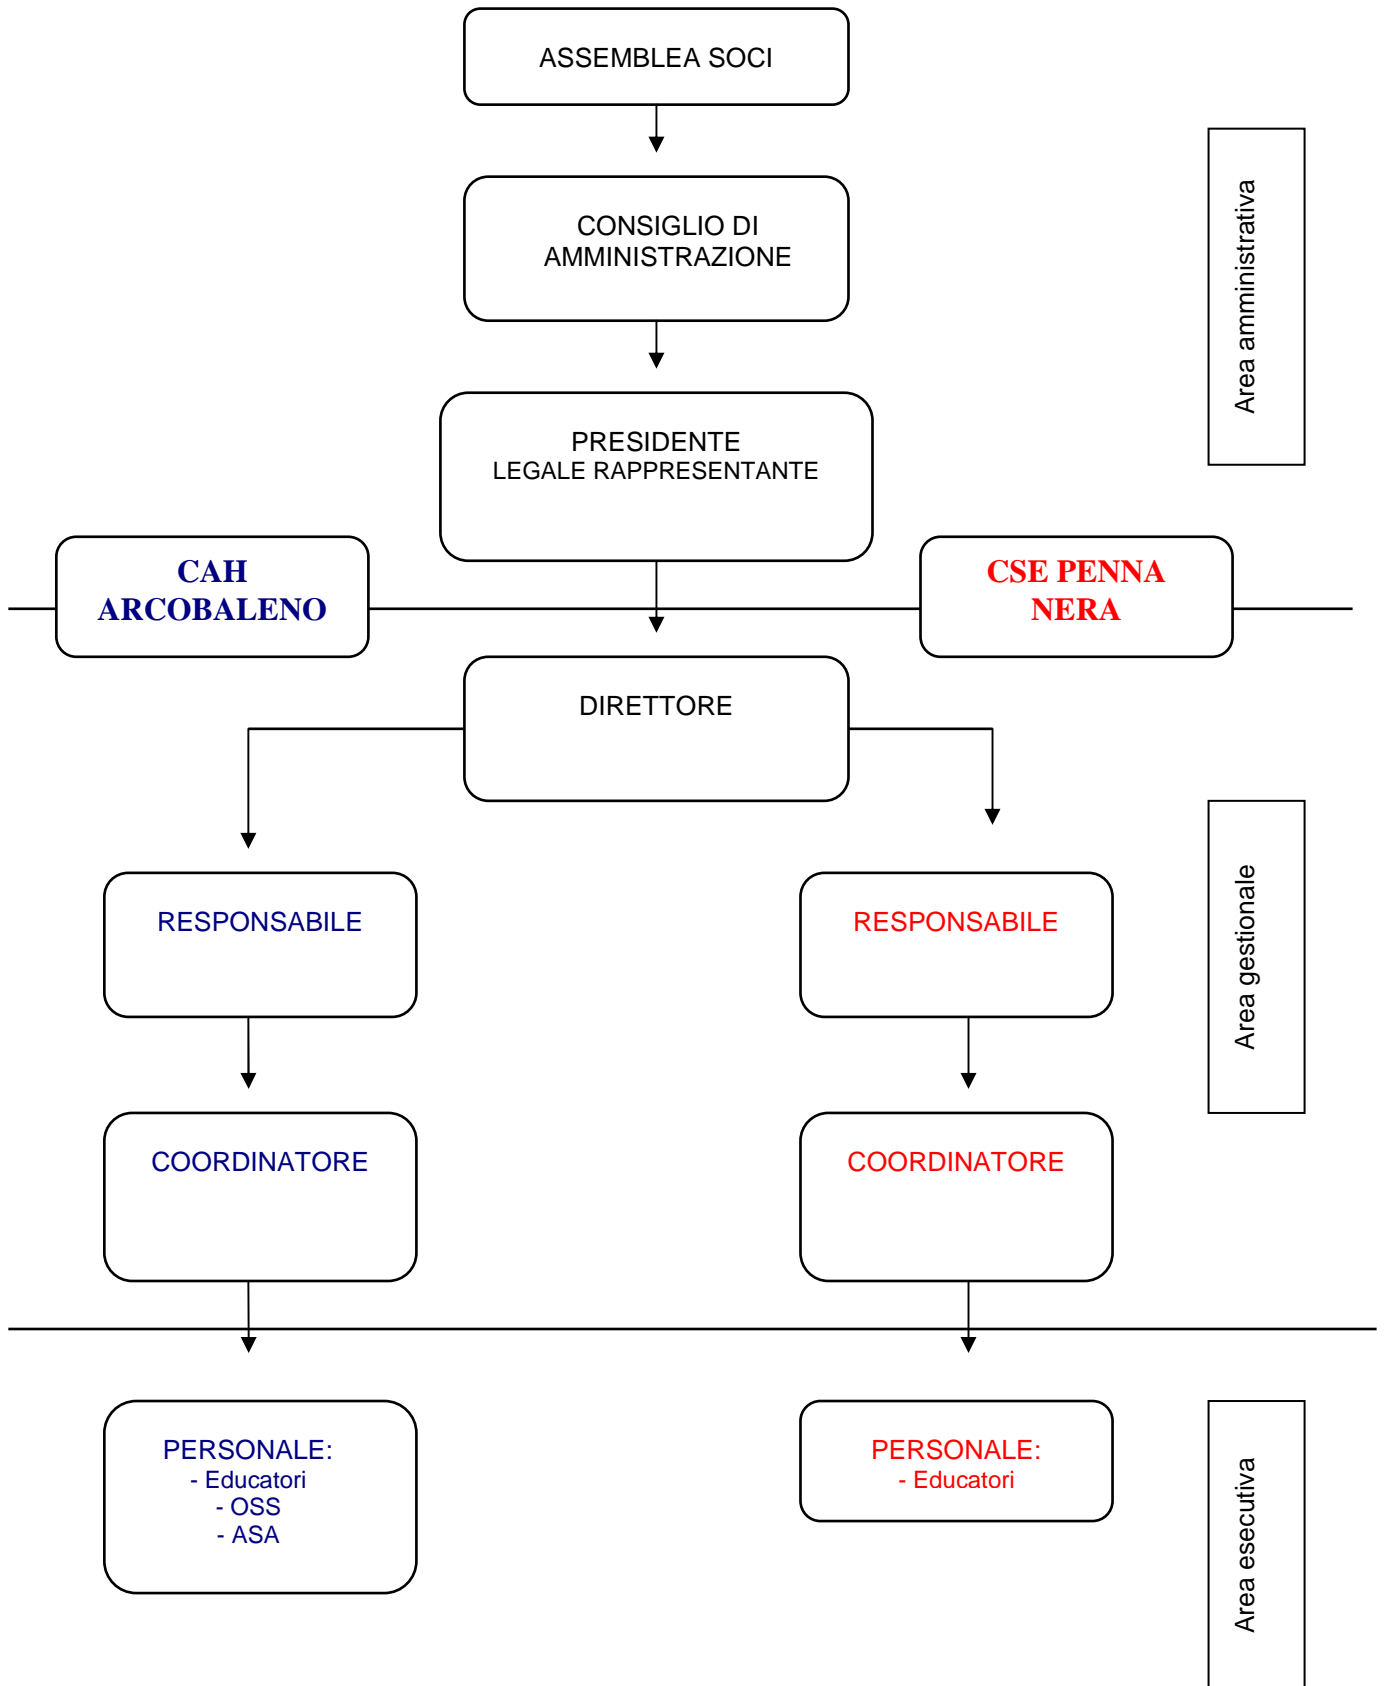 ASSEMBLEA SOCI
CONSIGLIO DI
AMMINISTRAZIONE
Area amministrativa
PRESIDENTE
LEGALE RAPPRESENTANTE
CAH
ARCOBALENO
CSE PENNA
NERA
DIRETTORE
RESPONSABILE
RESPONSABILE
Area gestionale
COORDINATORE
COORDINATORE
PERSONALE:
- Educatori
- OSS
- ASA
PERSONALE:
- Educatori
Area esecutiva